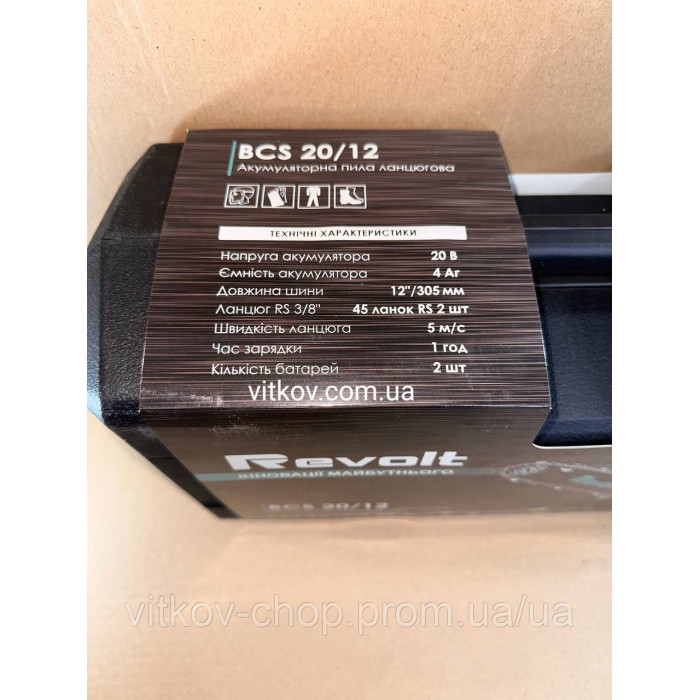 BCS 20/12
Акумуляторна пила ланцюгова
ТЕХНІЧНІ ХАРАКТЕРИСТИКИ
Напруга акумулятора 20 В
Ємність акумулятора 4 Аг
Довжина шини 12"/305 мм
Ланцюг RS 3/8" 45 ланок RS 2 шт
Швидкість ланцюга 5 м/с
Час зарядки 1 год
Кількість батарей 2 шт
vitkov.com.ua
Revolt
ІННОВАЦІЇ МАЙБУТНЬОГО
BCS 20/12
vitkov-chop.prom.ua/ua